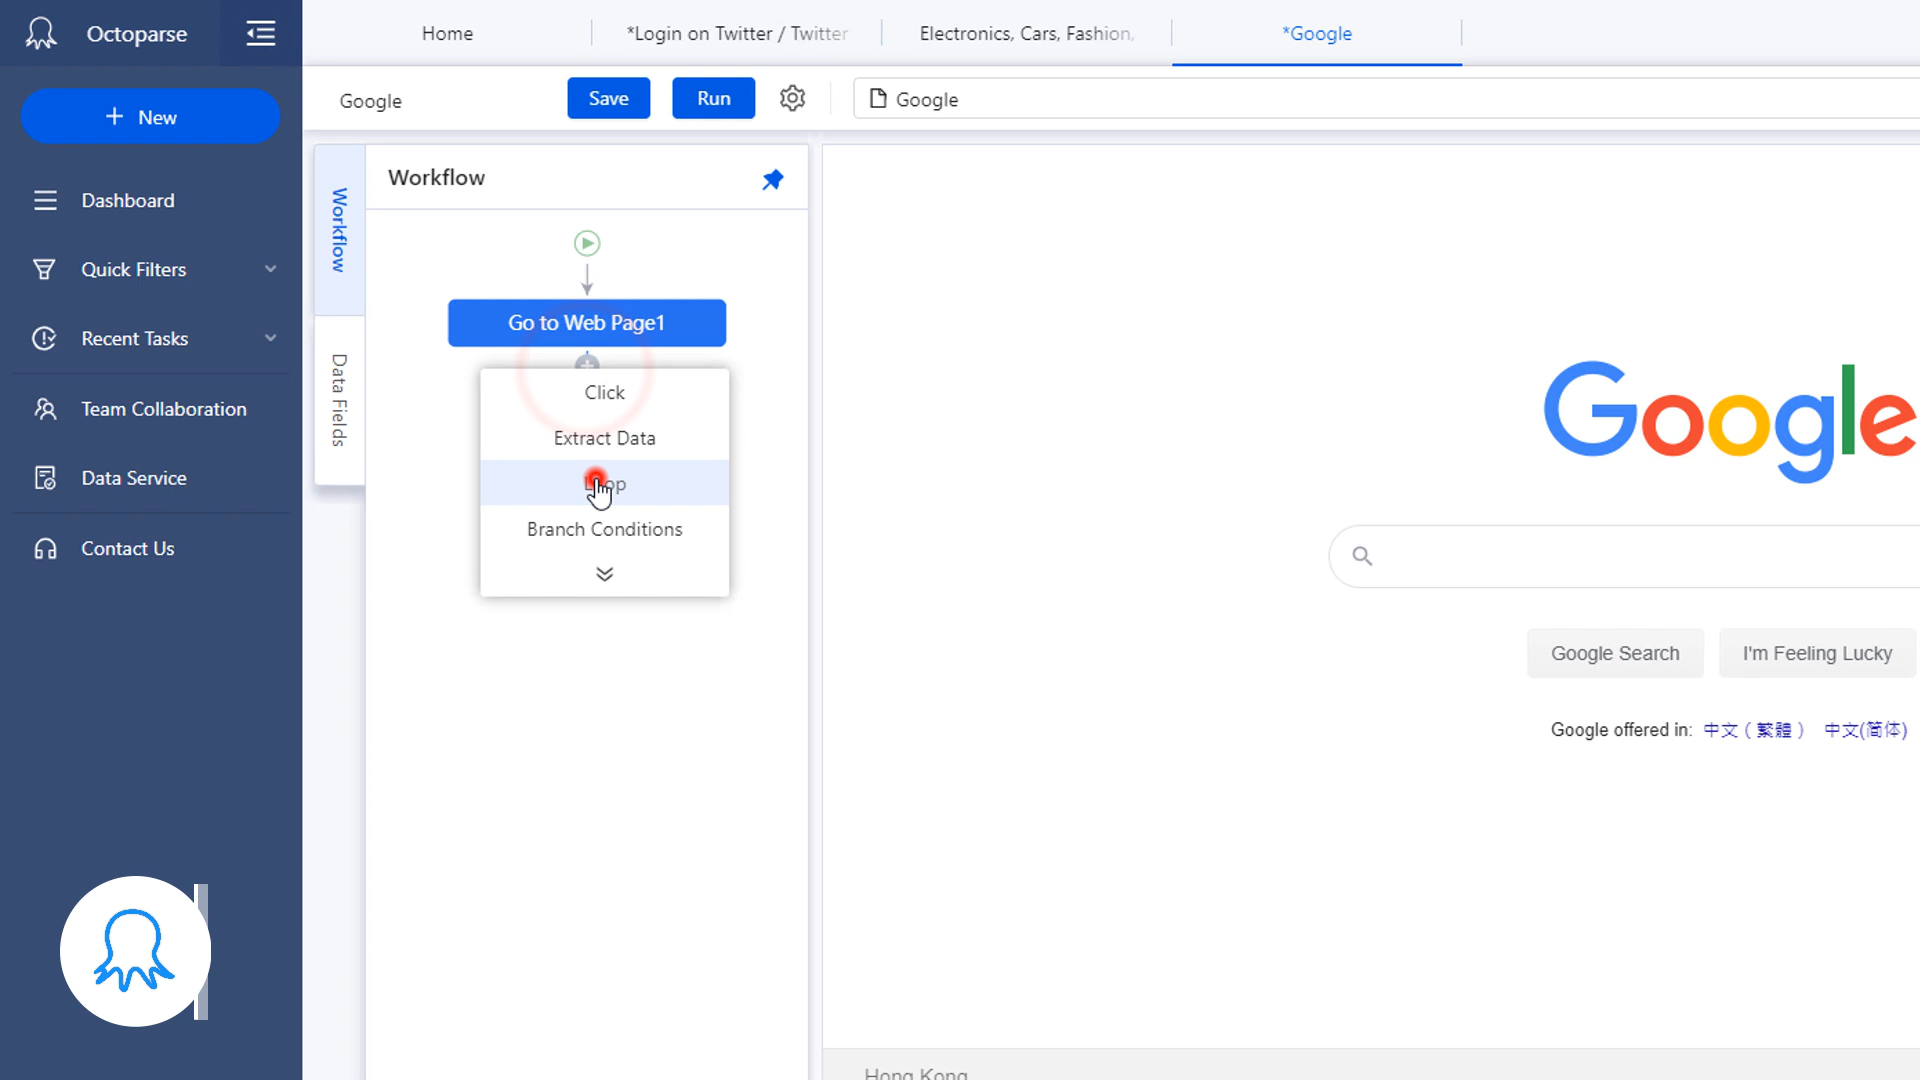 Octoparse
Home
*Login on Twitter / Twitter
Electronics, Cars, Fashion,
*Google
New
Google
Save
Run
Google
Dashboard
Quick Filters
Recent Tasks
Team Collaboration
Data Service
Contact Us
Workflow
Data Fields
Workflow
Go to Web Page1
Click
Extract Data
Loop
Branch Conditions
Google
Google Search
I'm Feeling Lucky
Google offered in: 中文（繁體） 中文(简体)
Hong Kong